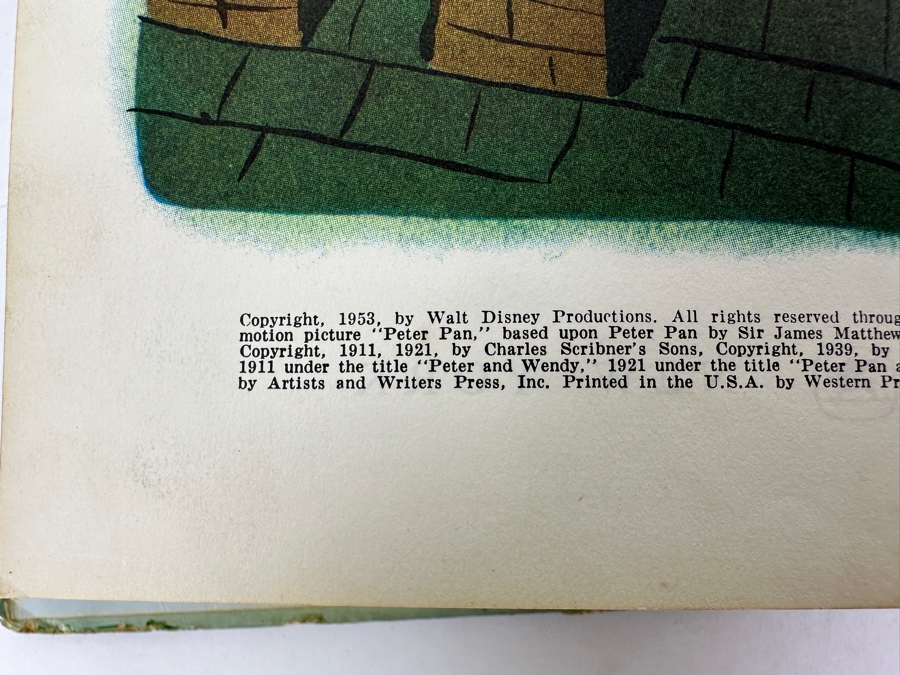 Copyright, 1953, by Walt Disney Productions. All rights reserved throug
motion picture “Peter Pan,” based upon Peter Pan by Sir James Matthew
Copyright, 1911, 1921, by Charles Scribner's Sons, Copyright, 1939, by
1911 under the title “Peter and Wendy,” 1921 under the title “Peter Pan a
by Artists and Writers Press, Inc. Printed in the U.S.A. by Western Pr